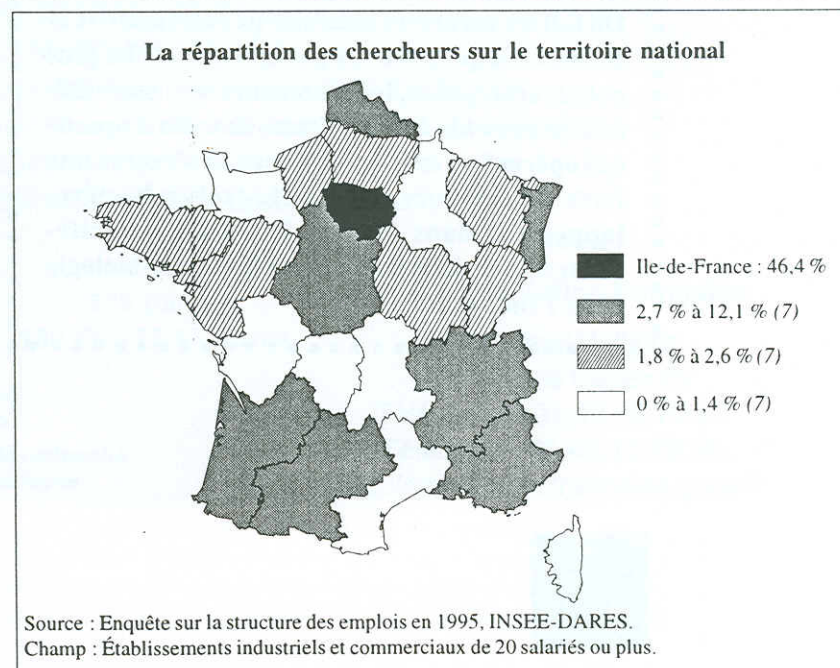 La répartition des chercheurs sur le territoire national
Ile-de-France : 46,4 %
2,7 % à 12,1 % (7)
1,8 % à 2,6 % (7)
0 % à 1,4 % (7)
Source : Enquête sur la structure des emplois en 1995, INSEE-DARES.
Champ : Établissements industriels et commerciaux de 20 salariés ou plus.